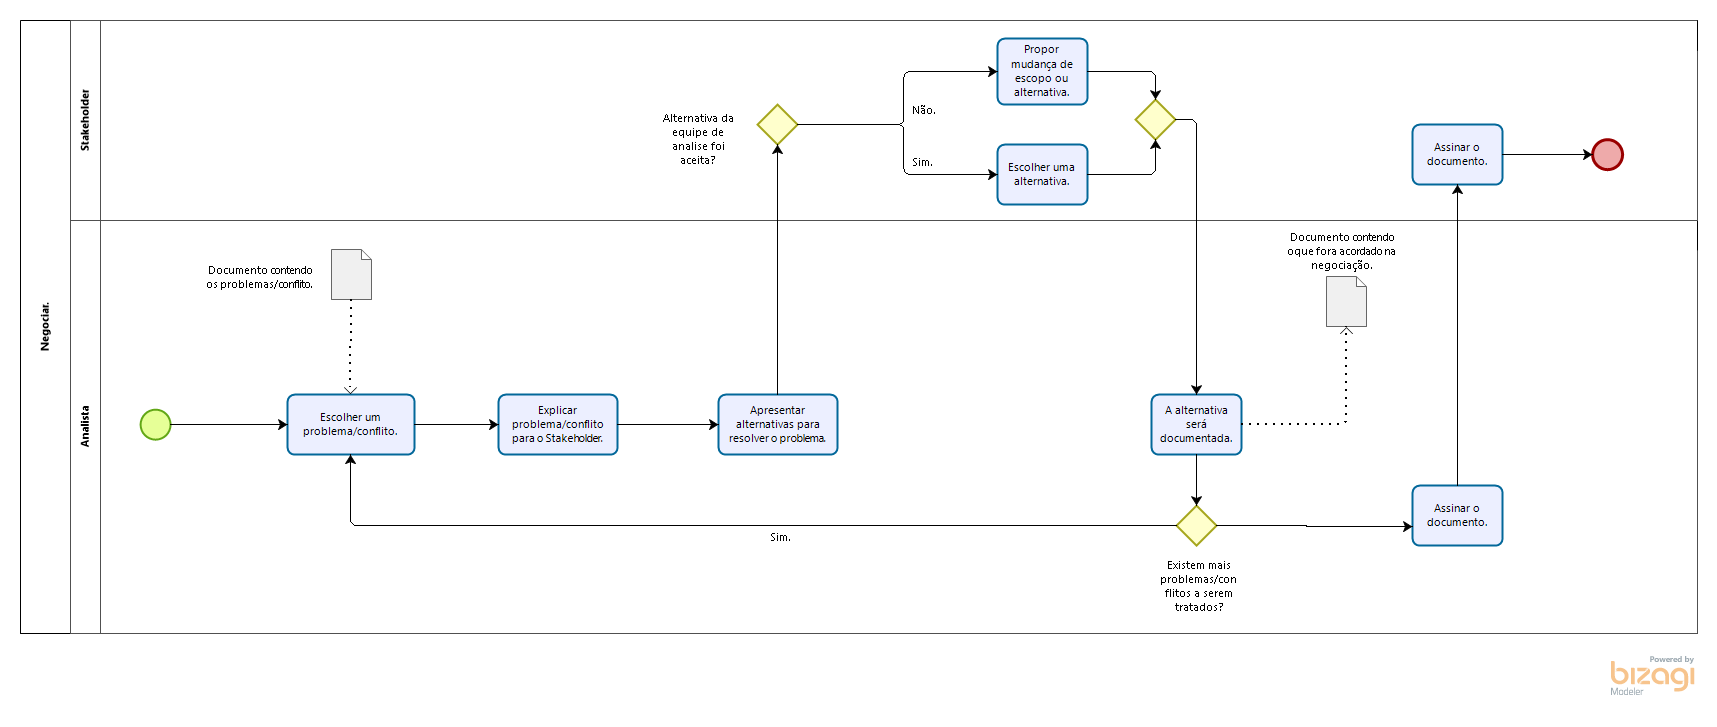 Negociar.
Stakeholder
Analista
Alternativa da
equipe de
analise foi
aceita?
Não.
Sim.
Propor
mudança de
escopo ou
alternativa.
Escolher uma
alternativa.
Assinar o
documento.
Documento contendo
os problemas/conflito.
Documento contendo
oque fora acordado na
negociação.
Escolher um
problema/conflito.
Explicar
problema/conflito
para o Stakeholder.
Apresentar
alternativas para
resolver o problema.
A alternativa
será
documentada.
Assinar o
documento.
Sim.
Existem mais
problemas/con
flitos a serem
tratados?
Powered by
bizagi
Modeler